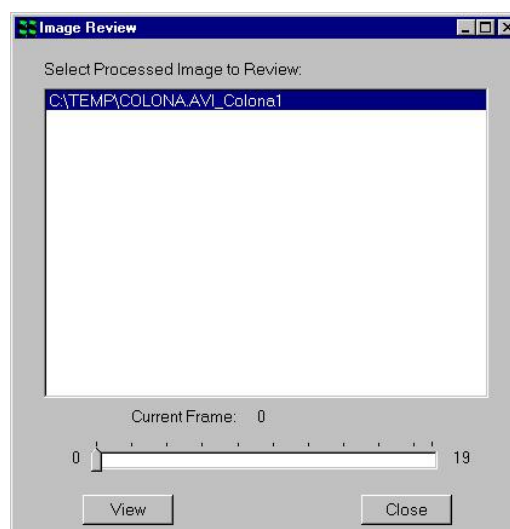 Image Review
Select Processed Image to Review:
C:\TEMP\COLONA.AVI_Colona1
Current Frame: 0
0 19
View Close